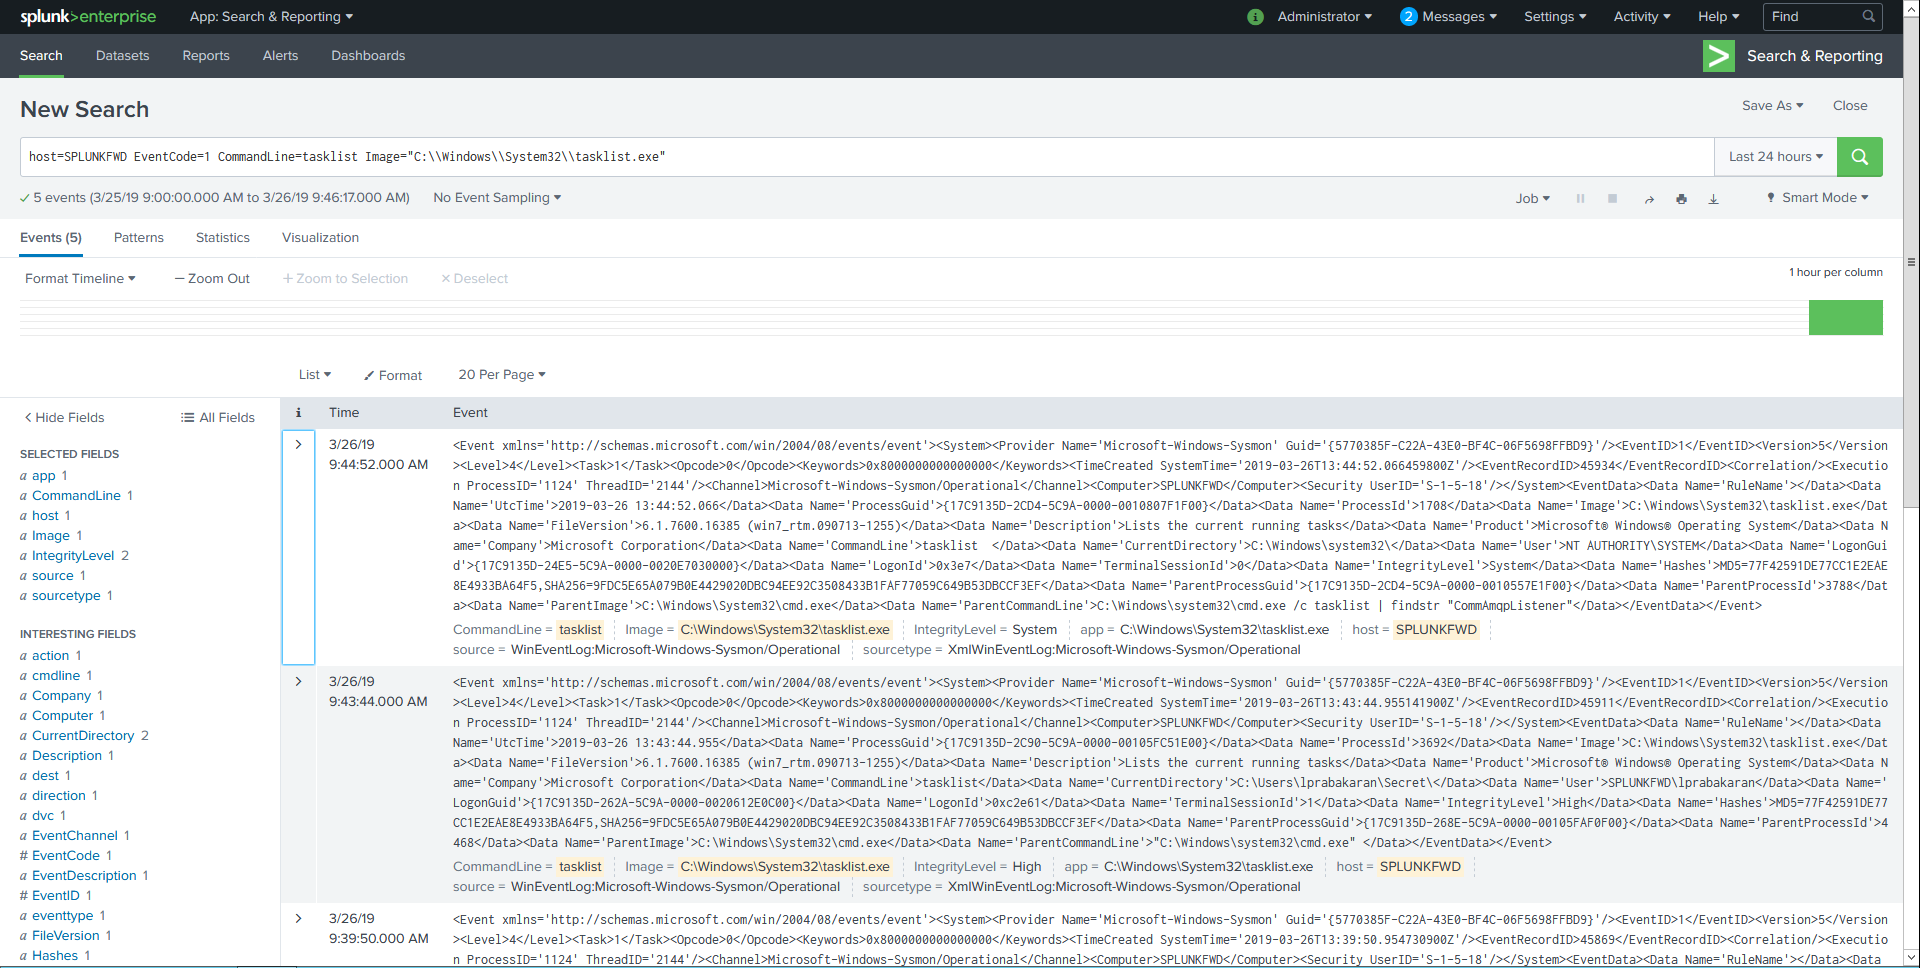 splunk>enterprise App: Search & Reporting i Administrator 2 Messages Settings Activity Help Find
Search Datasets Reports Alerts Dashboards Search & Reporting
New Search
Save As Close
host=SPLUNKFWD EventCode=1 CommandLine=tasklist Image="C:\\Windows\\System32\\tasklist.exe"
Last 24 hours
5 events (3/25/19 9:00:00.000 AM to 3/26/19 9:46:17.000 AM) No Event Sampling
Job Smart Mode
Events (5) Patterns Statistics Visualization
Format Timeline — Zoom Out + Zoom to Selection × Deselect
1 hour per column
List Format 20 Per Page
Hide Fields All Fields
SELECTED FIELDS
a app 1
a CommandLine 1
a host 1
a Image 1
a IntegrityLevel 2
a source 1
a sourcetype 1
INTERESTING FIELDS
a action 1
a cmdline 1
a Company 1
a Computer 1
a CurrentDirectory 2
a Description 1
a dest 1
a direction 1
a dvc 1
a EventChannel 1
# EventCode 1
a EventDescription 1
# EventID 1
a eventtype 1
a FileVersion 1
a Hashes 1
i Time Event
3/26/19
9:44:52.000 AM
<Event xmlns='http://schemas.microsoft.com/win/2004/08/events/event'><System><Provider Name='Microsoft-Windows-Sysmon' Guid='{5770385F-C22A-43E0-BF4C-06F5698FFBD9}'/><EventID>1</EventID><Version>5</Version
><Level>4</Level><Task>1</Task><Opcode>0</Opcode><Keywords>0x8000000000000000</Keywords><TimeCreated SystemTime='2019-03-26T13:44:52.066459800Z'/><EventRecordID>45934</EventRecordID><Correlation/><Executio
n ProcessID='1124' ThreadID='2144'/><Channel>Microsoft-Windows-Sysmon/Operational</Channel><Computer>SPLUNKFWD</Computer><Security UserID='S-1-5-18'/></System><EventData><Data Name='RuleName'></Data><Data
Name='UtcTime'>2019-03-26 13:44:52.066</Data><Data Name='ProcessGuid'>{17C9135D-2CD4-5C9A-0000-0010807F1F00}</Data><Data Name='ProcessId'>1708</Data><Data Name='Image'>C:\Windows\System32\tasklist.exe</Dat
a><Data Name='FileVersion'>6.1.7600.16385 (win7_rtm.090713-1255)</Data><Data Name='Description'>Lists the current running tasks</Data><Data Name='Product'>Microsoft® Windows® Operating System</Data><Data N
ame='Company'>Microsoft Corporation</Data><Data Name='CommandLine'>tasklist  </Data><Data Name='CurrentDirectory'>C:\Windows\system32\</Data><Data Name='User'>NT AUTHORITY\SYSTEM</Data><Data Name='LogonGui
d'>{17C9135D-24E5-5C9A-0000-0020E7030000}</Data><Data Name='LogonId'>0x3e7</Data><Data Name='TerminalSessionId'>0</Data><Data Name='IntegrityLevel'>System</Data><Data Name='Hashes'>MD5=77F42591DE77CC1E2EAE
8E4933BA64F5,SHA256=9FDC5E65A079B0E4429020DBC94EE92C3508433B1FAF77059C649B53DBCCF3EF</Data><Data Name='ParentProcessGuid'>{17C9135D-2CD4-5C9A-0000-0010557E1F00}</Data><Data Name='ParentProcessId'>3788</Dat
a><Data Name='ParentImage'>C:\Windows\System32\cmd.exe</Data><Data Name='ParentCommandLine'>C:\Windows\system32\cmd.exe /c tasklist | findstr "CommAmqpListener"</Data></EventData></Event>
CommandLine = tasklist Image = C:\Windows\System32\tasklist.exe IntegrityLevel = System app = C:\Windows\System32\tasklist.exe host = SPLUNKFWD
source = WinEventLog:Microsoft-Windows-Sysmon/Operational sourcetype = XmlWinEventLog:Microsoft-Windows-Sysmon/Operational
3/26/19
9:43:44.000 AM
<Event xmlns='http://schemas.microsoft.com/win/2004/08/events/event'><System><Provider Name='Microsoft-Windows-Sysmon' Guid='{5770385F-C22A-43E0-BF4C-06F5698FFBD9}'/><EventID>1</EventID><Version>5</Version
><Level>4</Level><Task>1</Task><Opcode>0</Opcode><Keywords>0x8000000000000000</Keywords><TimeCreated SystemTime='2019-03-26T13:43:44.955141900Z'/><EventRecordID>45911</EventRecordID><Correlation/><Executio
n ProcessID='1124' ThreadID='2144'/><Channel>Microsoft-Windows-Sysmon/Operational</Channel><Computer>SPLUNKFWD</Computer><Security UserID='S-1-5-18'/></System><EventData><Data Name='RuleName'></Data><Data
Name='UtcTime'>2019-03-26 13:43:44.955</Data><Data Name='ProcessGuid'>{17C9135D-2C90-5C9A-0000-00105FC51E00}</Data><Data Name='ProcessId'>3692</Data><Data Name='Image'>C:\Windows\System32\tasklist.exe</Dat
a><Data Name='FileVersion'>6.1.7600.16385 (win7_rtm.090713-1255)</Data><Data Name='Description'>Lists the current running tasks</Data><Data Name='Product'>Microsoft® Windows® Operating System</Data><Data N
ame='Company'>Microsoft Corporation</Data><Data Name='CommandLine'>tasklist</Data><Data Name='CurrentDirectory'>C:\Users\lprabakaran\Secret\</Data><Data Name='User'>SPLUNKFWD\lprabakaran</Data><Data Name='
LogonGuid'>{17C9135D-262A-5C9A-0000-0020612E0C00}</Data><Data Name='LogonId'>0xc2e61</Data><Data Name='TerminalSessionId'>1</Data><Data Name='IntegrityLevel'>High</Data><Data Name='Hashes'>MD5=77F42591DE77
CC1E2EAE8E4933BA64F5,SHA256=9FDC5E65A079B0E4429020DBC94EE92C3508433B1FAF77059C649B53DBCCF3EF</Data><Data Name='ParentProcessGuid'>{17C9135D-268E-5C9A-0000-00105FAF0F00}</Data><Data Name='ParentProcessId'>4
468</Data><Data Name='ParentImage'>C:\Windows\System32\cmd.exe</Data><Data Name='ParentCommandLine'>"C:\Windows\system32\cmd.exe" </Data></EventData></Event>
CommandLine = tasklist Image = C:\Windows\System32\tasklist.exe IntegrityLevel = High app = C:\Windows\System32\tasklist.exe host = SPLUNKFWD
source = WinEventLog:Microsoft-Windows-Sysmon/Operational sourcetype = XmlWinEventLog:Microsoft-Windows-Sysmon/Operational
3/26/19
9:39:50.000 AM
<Event xmlns='http://schemas.microsoft.com/win/2004/08/events/event'><System><Provider Name='Microsoft-Windows-Sysmon' Guid='{5770385F-C22A-43E0-BF4C-06F5698FFBD9}'/><EventID>1</EventID><Version>5</Version
><Level>4</Level><Task>1</Task><Opcode>0</Opcode><Keywords>0x8000000000000000</Keywords><TimeCreated SystemTime='2019-03-26T13:39:50.954730900Z'/><EventRecordID>45869</EventRecordID><Correlation/><Executio
n ProcessID='1124' ThreadID='2144'/><Channel>Microsoft-Windows-Sysmon/Operational</Channel><Computer>SPLUNKFWD</Computer><Security UserID='S-1-5-18'/></System><EventData><Data Name='RuleName'></Data><Data